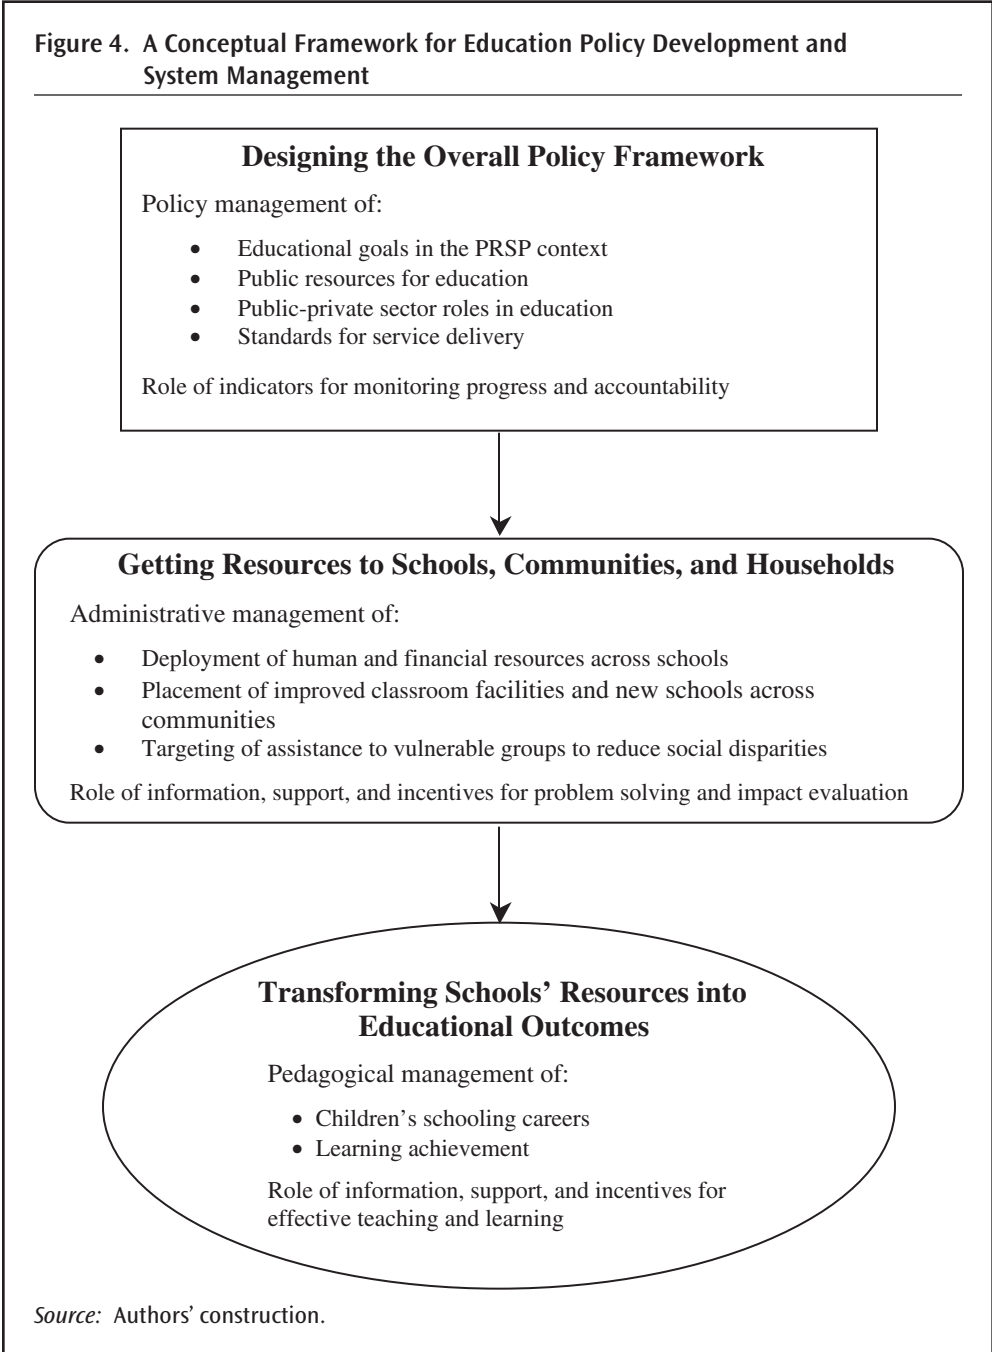 Figure 4. A Conceptual Framework for Education Policy Development and
System Management
Designing the Overall Policy Framework
Policy management of:
• Educational goals in the PRSP context
• Public resources for education
• Public-private sector roles in education
• Standards for service delivery
Role of indicators for monitoring progress and accountability
Getting Resources to Schools, Communities, and Households
Administrative management of:
• Deployment of human and financial resources across schools
• Placement of improved classroom facilities and new schools across
communities
• Targeting of assistance to vulnerable groups to reduce social disparities
Role of information, support, and incentives for problem solving and impact evaluation
Transforming Schools’ Resources into
Educational Outcomes
Pedagogical management of:
• Children’s schooling careers
• Learning achievement
Role of information, support, and incentives for
effective teaching and learning
Source: Authors’ construction.